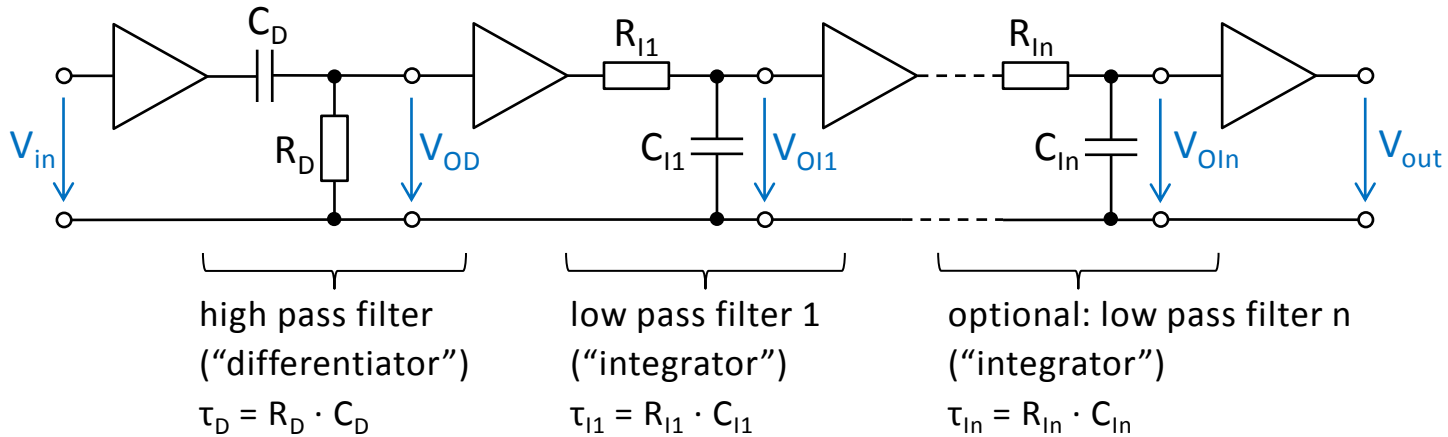 C_D
R_I1
R_In
V_in
R_D
V_OD
C_I1
V_OI1
C_In
V_OIn
V_out
high pass filter
(“differentiator”)
τ_D = R_D · C_D
low pass filter 1
(“integrator”)
τ_I1 = R_I1 · C_I1
optional: low pass filter n
(“integrator”)
τ_In = R_In · C_In